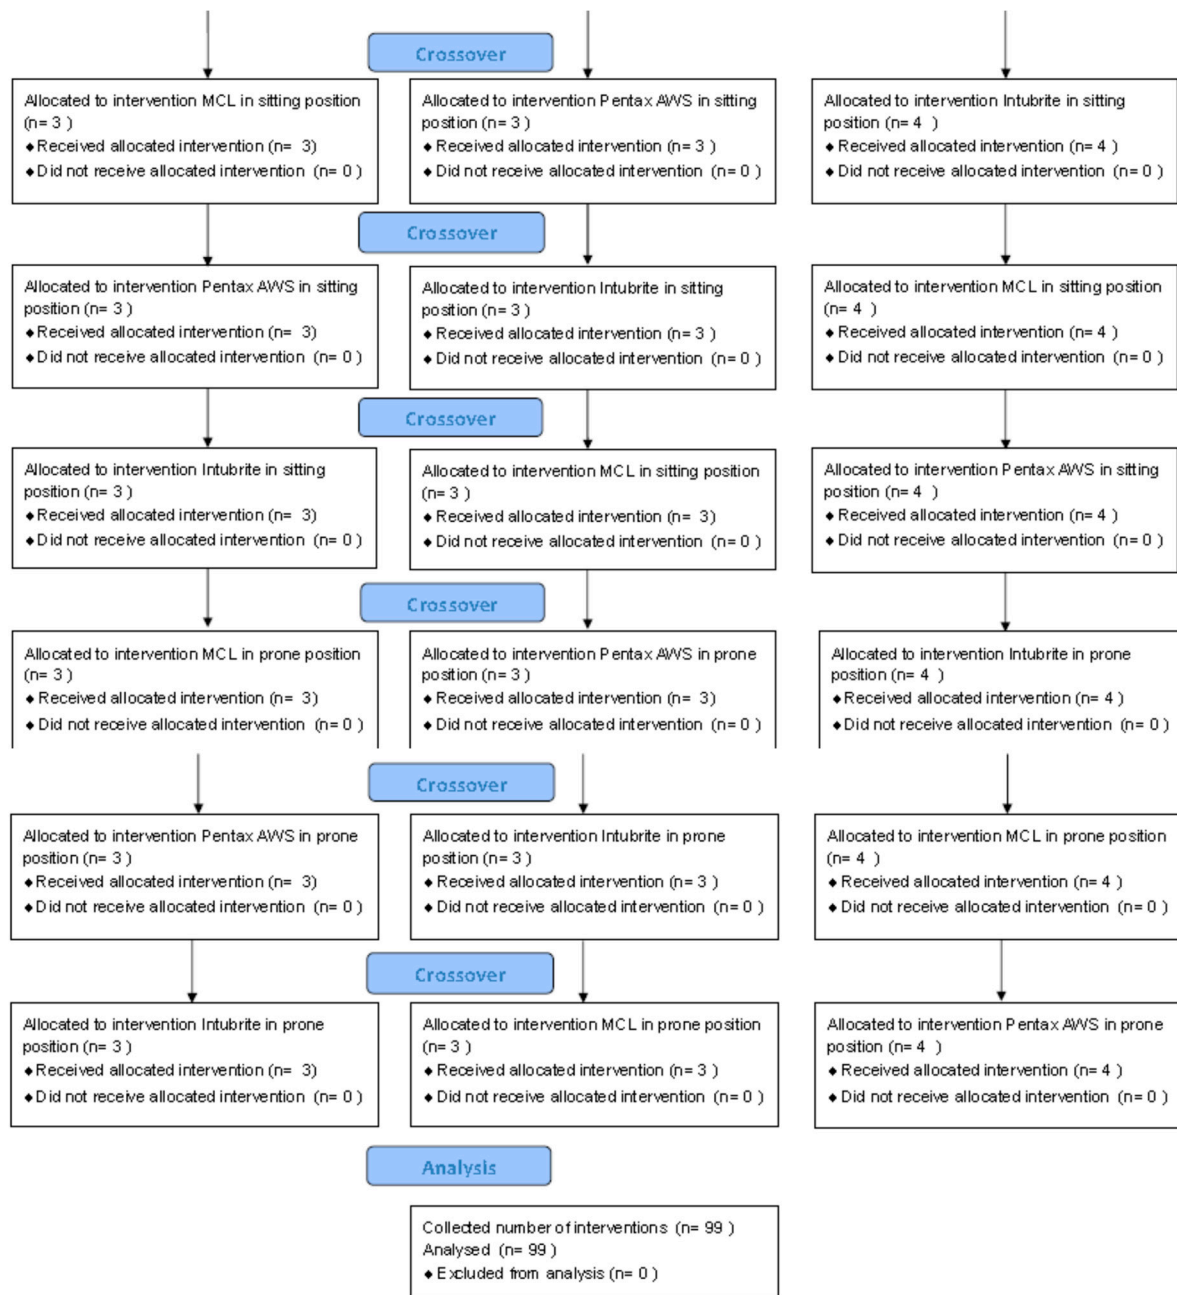 Crossover
Allocated to intervention MCL in sitting position
(n= 3 )
◆Received allocated intervention (n= 3)
◆Did not receive allocated intervention (n= 0 )
Allocated to intervention Pentax AWS in sitting
position (n= 3 )
◆Received allocated intervention (n= 3 )
◆Did not receive allocated intervention (n= 0 )
Allocated to intervention Intubrite in sitting
position (n= 4 )
◆Received allocated intervention (n= 4 )
◆Did not receive allocated intervention (n= 0 )
Crossover
Allocated to intervention Pentax AWS in sitting
position (n= 3 )
◆Received allocated intervention (n= 3)
◆Did not receive allocated intervention (n= 0 )
Allocated to intervention Intubrite in sitting
position (n= 3 )
◆Received allocated intervention (n= 3 )
◆Did not receive allocated intervention (n= 0 )
Allocated to intervention MCL in sitting position
(n= 4 )
◆Received allocated intervention (n= 4 )
◆Did not receive allocated intervention (n= 0 )
Crossover
Allocated to intervention Intubrite in sitting
position (n= 3 )
◆Received allocated intervention (n= 3)
◆Did not receive allocated intervention (n= 0 )
Allocated to intervention MCL in sitting position
(n= 3 )
◆Received allocated intervention (n= 3)
◆Did not receive allocated intervention (n= 0 )
Allocated to intervention Pentax AWS in sitting
position (n= 4 )
◆Received allocated intervention (n= 4 )
◆Did not receive allocated intervention (n= 0 )
Crossover
Allocated to intervention MCL in prone position
(n= 3 )
◆Received allocated intervention (n= 3)
◆Did not receive allocated intervention (n= 0 )
Allocated to intervention Pentax AWS in prone
position (n= 3 )
◆Received allocated intervention (n= 3)
◆Did not receive allocated intervention (n= 0 )
Allocated to intervention Intubrite in prone
position (n= 4 )
◆Received allocated intervention (n= 4 )
◆Did not receive allocated intervention (n= 0 )
Crossover
Allocated to intervention Pentax AWS in prone
position (n= 3 )
◆Received allocated intervention (n= 3)
◆Did not receive allocated intervention (n= 0 )
Allocated to intervention Intubrite in prone
position (n= 3 )
◆Received allocated intervention (n= 3 )
◆Did not receive allocated intervention (n= 0 )
Allocated to intervention MCL in prone position
(n= 4 )
◆Received allocated intervention (n= 4 )
◆Did not receive allocated intervention (n= 0 )
Crossover
Allocated to intervention Intubrite in prone
position (n= 3 )
◆Received allocated intervention (n= 3)
◆Did not receive allocated intervention (n= 0 )
Allocated to intervention MCL in prone position
(n= 3 )
◆Received allocated intervention (n= 3 )
◆Did not receive allocated intervention (n= 0 )
Allocated to intervention Pentax AWS in prone
position (n= 4 )
◆Received allocated intervention (n= 4 )
◆Did not receive allocated intervention (n= 0 )
Analysis
Collected number of interventions (n= 99 )
Analysed (n= 99 )
◆Excluded from analysis (n= 0 )